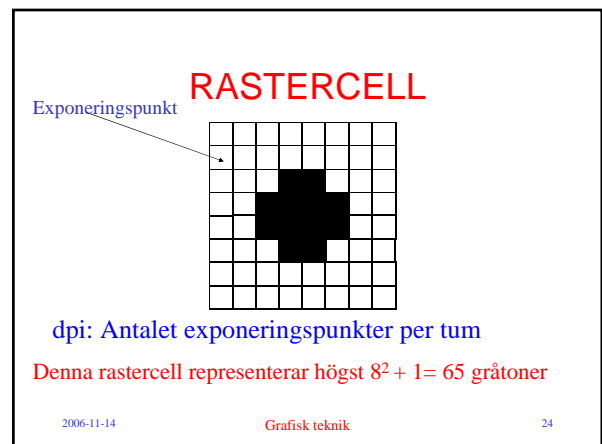 RASTERCELL
Exponeringspunkt
dpi: Antalet exponeringspunkter per tum
Denna rastercell representerar högst 8² + 1= 65 gråtoner
2006-11-14 Grafisk teknik 24